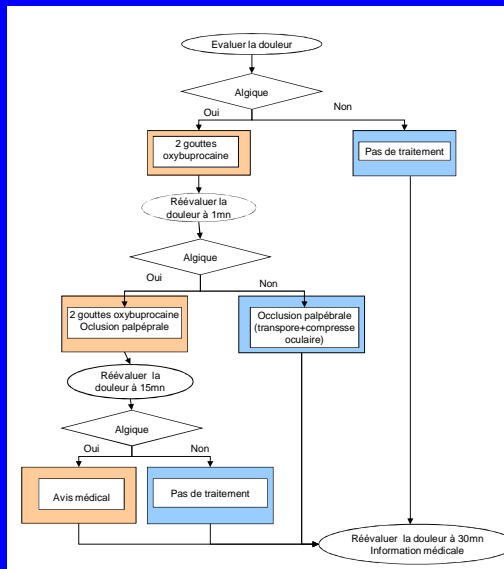 Evaluer la douleur
Algique
Oui
Non
2 gouttes
oxybuprocaine
Pas de traitement
Réévaluer la
douleur à 1mn
Algique
Oui
Non
2 gouttes oxybuprocaine
Oclusion palpéprale
Occlusion palpébrale
(transpore+compresse
oculaire)
Réévaluer la
douleur à 15mn
Algique
Oui
Non
Avis médical
Pas de traitement
Réévaluer la douleur à 30mn
Information médicale